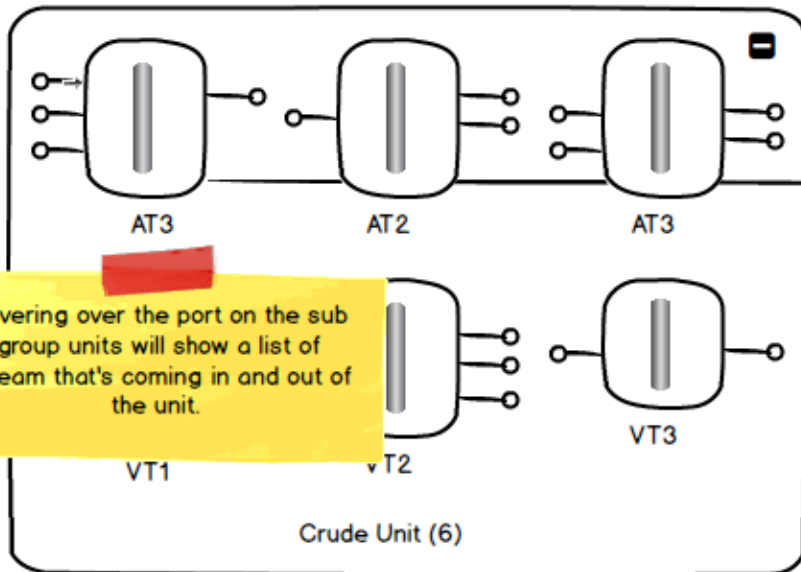 AT3 AT2 AT3
vering over the port on the sub
group units will show a list of
eam that's coming in and out of
the unit.
VT1 VT2 VT3
Crude Unit (6)